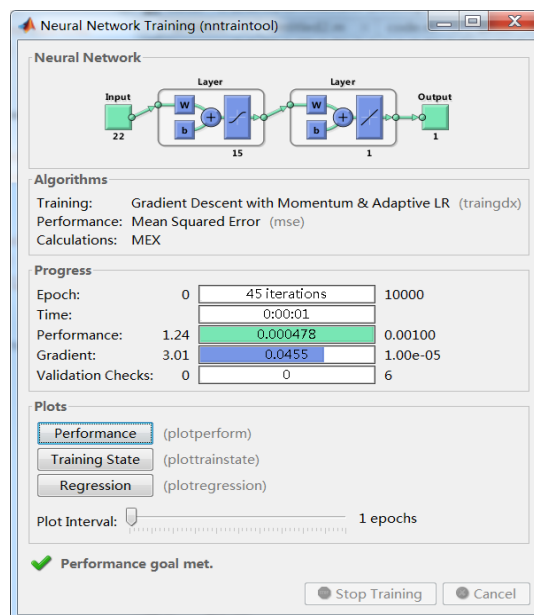 Neural Network Training (nntraintool)
Neural Network
Layer Layer
Input W W Output
b b
22 15 1 1
Algorithms
Training: Gradient Descent with Momentum & Adaptive LR (traingdx)
Performance: Mean Squared Error (mse)
Calculations: MEX
Progress
Epoch: 0 45 iterations 10000
Time: 0:00:01
Performance: 1.24 0.000478 0.00100
Gradient: 3.01 0.0455 1.00e-05
Validation Checks: 0 0 6
Plots
Performance (plotperform)
Training State (plottrainstate)
Regression (plotregression)
Plot Interval: 1 epochs
Performance goal met.
Stop Training Cancel